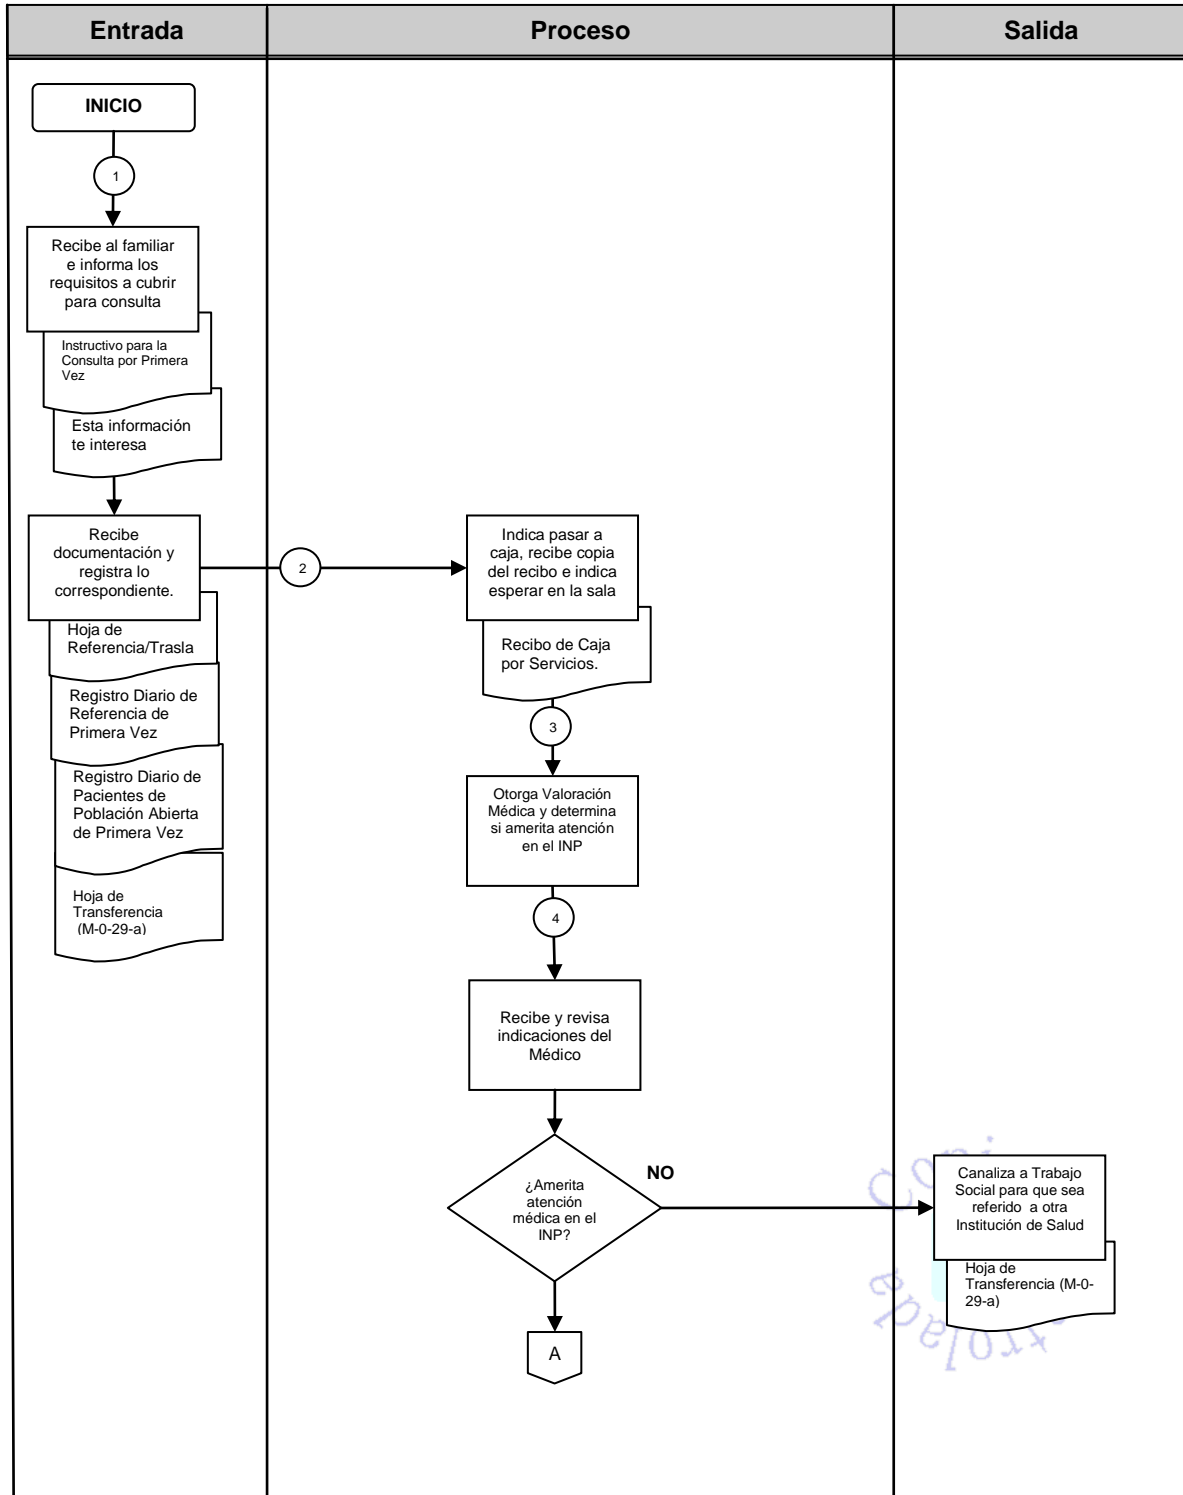 Entrada
Proceso
Salida
INICIO
1
Recibe al familiar
e informa los
requisitos a cubrir
para consulta
Instructivo para la
Consulta por Primera
Vez
Esta información
te interesa
Recibe
documentación y
registra lo
correspondiente.
Hoja de
Referencia/Trasla
Registro Diario de
Referencia de
Primera Vez
Registro Diario de
Pacientes de
Población Abierta
de Primera Vez
Hoja de
Transferencia
(M-0-29-a)
2
Indica pasar a
caja, recibe copia
del recibo e indica
esperar en la sala
Recibo de Caja
por Servicios.
3
Otorga Valoración
Médica y determina
si amerita atención
en el INP
4
Recibe y revisa
indicaciones del
Médico
¿Amerita
atención
médica en el
INP?
NO
A
Canaliza a Trabajo
Social para que sea
referido a otra
Institución de Salud
Hoja de
Transferencia (M-0-
29-a)